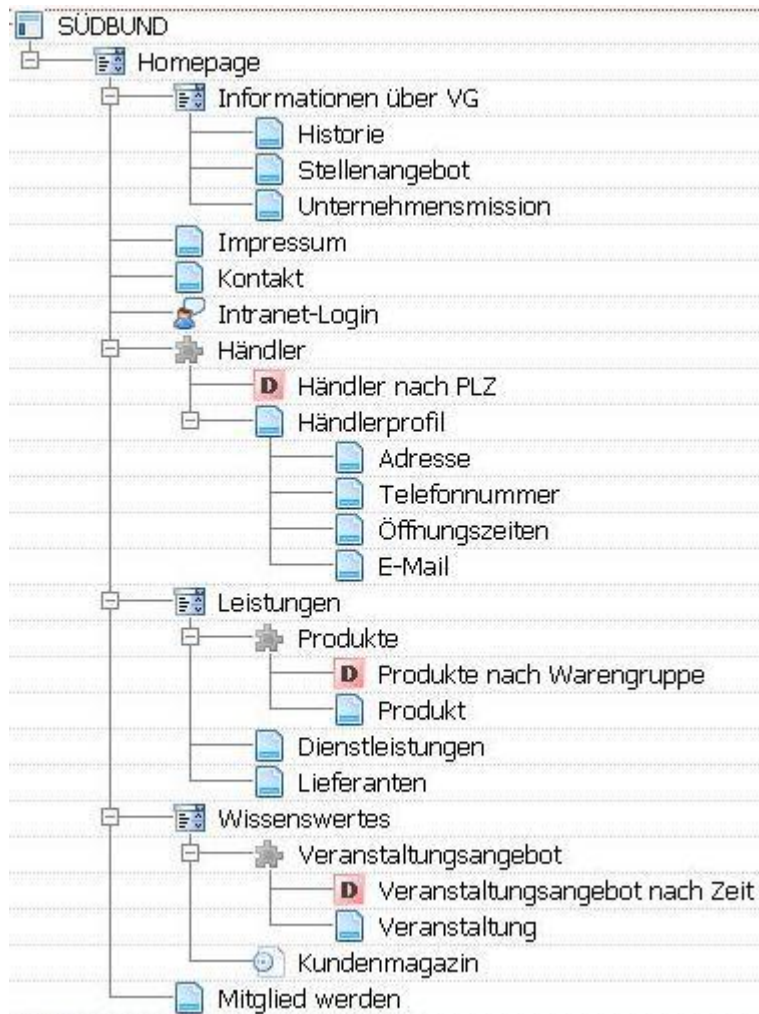 SÜDBUND
Homepage
Informationen über VG
Historie
Stellenangebot
Unternehmensmission
Impressum
Kontakt
Intranet-Login
Händler
D Händler nach PLZ
Händlerprofil
Adresse
Telefonnummer
Öffnungszeiten
E-Mail
Leistungen
Produkte
D Produkte nach Warengruppe
Produkt
Dienstleistungen
Lieferanten
Wissenswertes
Veranstaltungsangebot
D Veranstaltungsangebot nach Zeit
Veranstaltung
Kundenmagazin
Mitglied werden